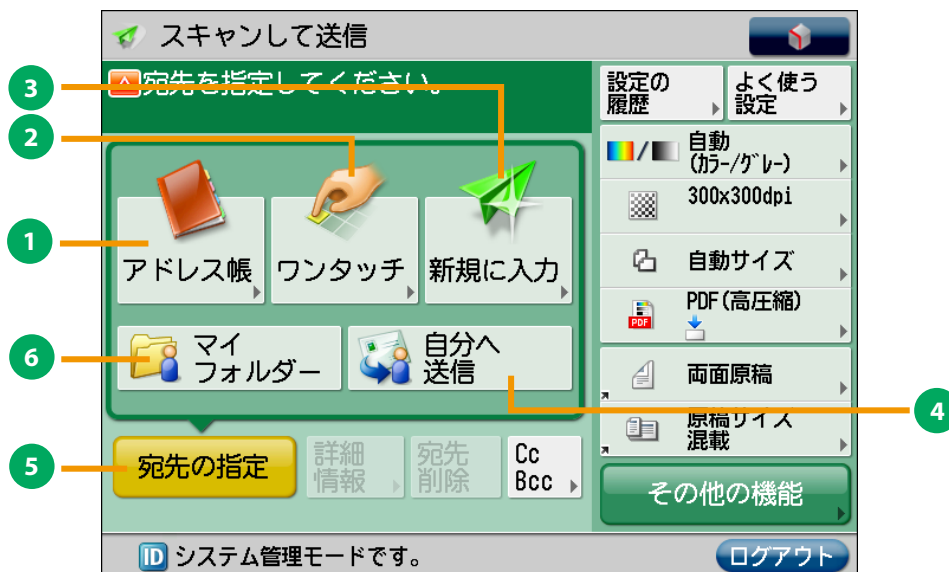 スキャンして送信
宛先を指定してください。
設定の
履歴
よく使う
設定
自動
(ｶﾗｰ/ｸﾞﾚｰ)
300x300dpi
自動サイズ
PDF
PDF(高圧縮)
両面原稿
原稿サイズ
混載
その他の機能
3
2
1
アドレス帳
ワンタッチ
新規に入力
6
マイ
フォルダー
自分へ
送信
4
5
宛先の指定
詳細
情報
宛先
削除
Cc
Bcc
ID システム管理モードです。
ログアウト